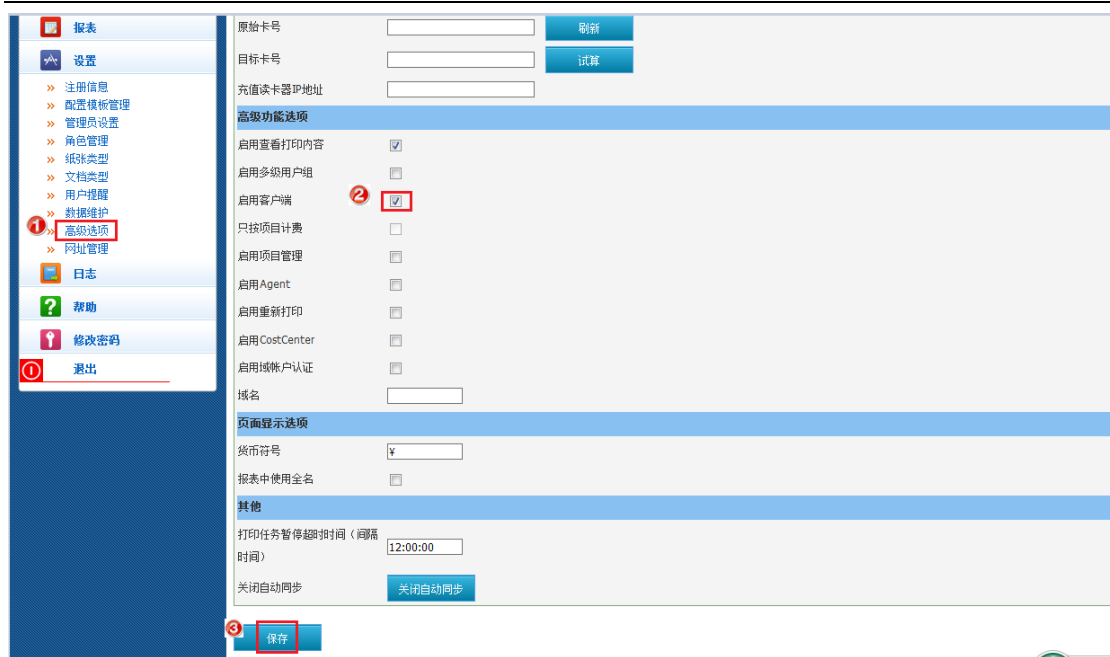 报表
设置
» 注册信息
» 配置模板管理
» 管理员设置
» 角色管理
» 纸张类型
» 文档类型
» 用户提醒
» 数据维护
1 » 高级选项
» 网址管理
日志
? 帮助
修改密码
退出
原始卡号 刷新
目标卡号 试算
充值读卡器IP地址
高级功能选项
启用查看打印内容
启用多级用户组
启用客户端 2
只按项目计费
启用项目管理
启用Agent
启用重新打印
启用CostCenter
启用域帐户认证
域名
页面显示选项
货币符号 ¥
报表中使用全名
其他
打印任务暂停超时时间（间隔
时间） 12:00:00
关闭自动同步 关闭自动同步
3 保存